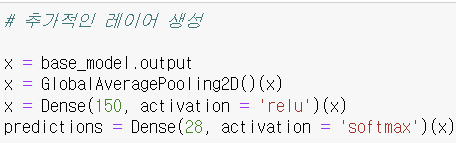 # 추가적인 레이어 생성
x = base_model.output
x = GlobalAveragePooling2D()(x)
x = Dense(150, activation = 'relu')(x)
predictions = Dense(28, activation = 'softmax')(x)